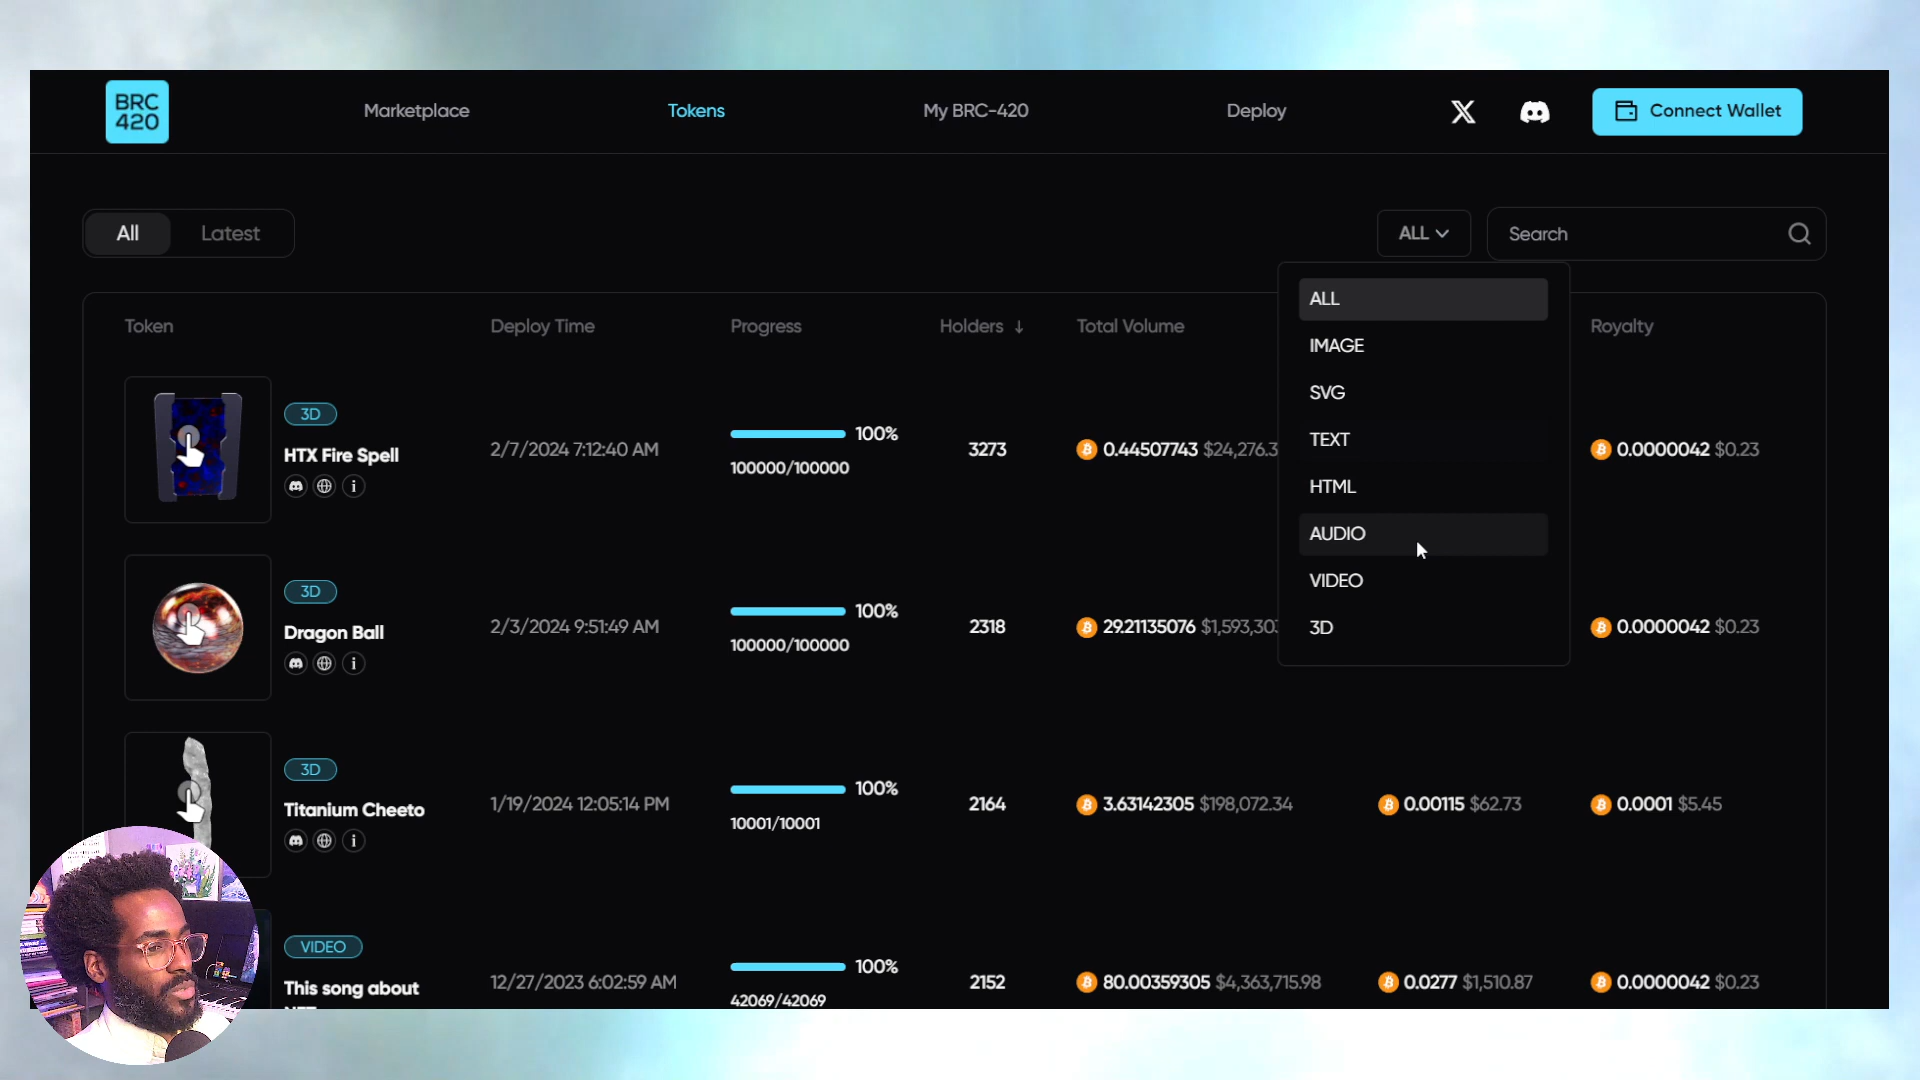 BRC
420
Marketplace
Tokens
My BRC-420
Deploy
Connect Wallet
All
Latest
ALL
Search
ALL
IMAGE
SVG
TEXT
HTML
AUDIO
VIDEO
3D
Token
Deploy Time
Progress
Holders ↓
Total Volume
Royalty
3D
HTX Fire Spell
2/7/2024 7:12:40 AM
100%
100000/100000
3273
0.44507743 $24,276.3
0.0000042 $0.23
3D
Dragon Ball
2/3/2024 9:51:49 AM
100%
100000/100000
2318
29.21135076 $1,593,303
0.0000042 $0.23
3D
Titanium Cheeto
1/19/2024 12:05:14 PM
100%
10001/10001
2164
3.63142305 $198,072.34
0.00115 $62.73
0.0001 $5.45
VIDEO
This song about
12/27/2023 6:02:59 AM
100%
42069/42069
2152
80.00359305 $4,363,715.98
0.0277 $1,510.87
0.0000042 $0.23